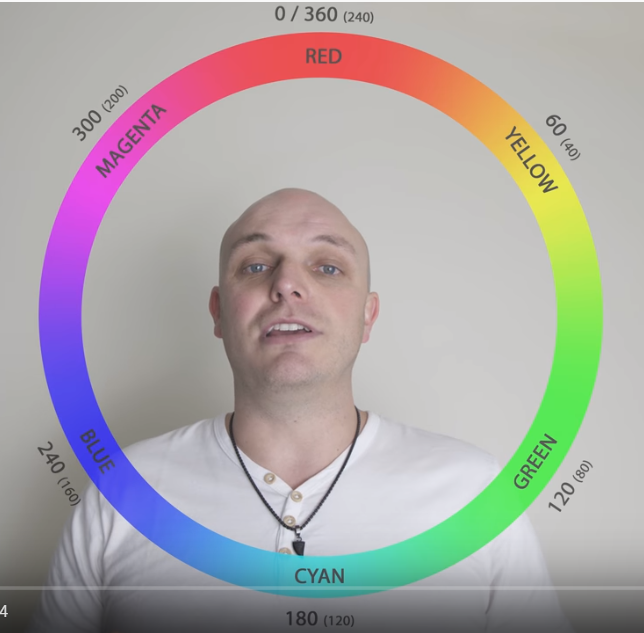 0 / 360 (240)
RED
300 (200)
MAGENTA
60 (40)
YELLOW
240 (160)
BLUE
GREEN
120 (80)
CYAN
180 (120)
4